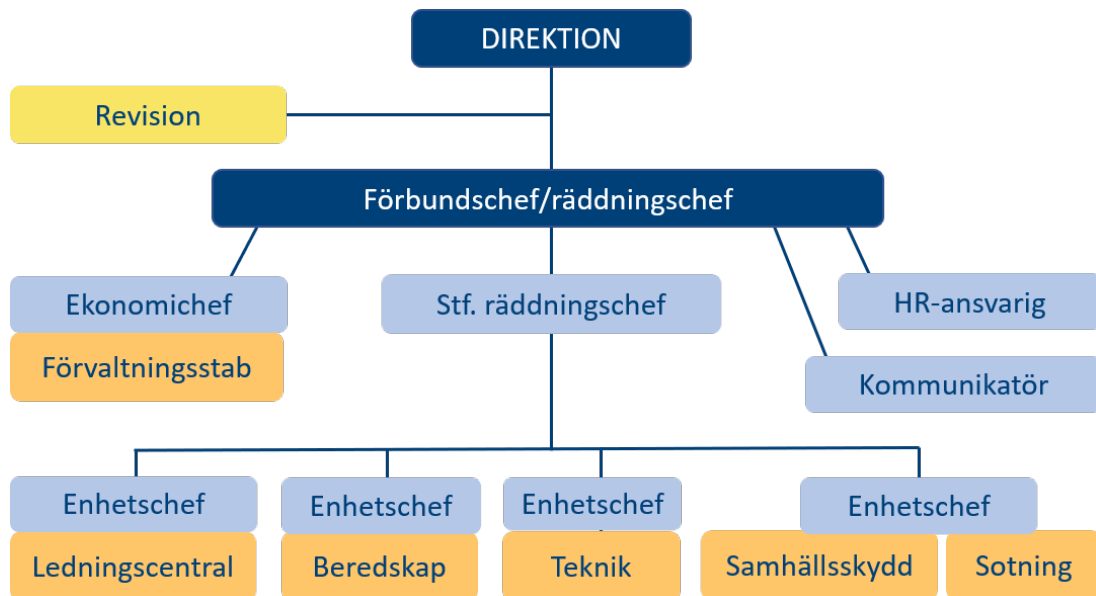 DIREKTION
Revision
Förbundschef/räddningschef
Ekonomichef
Förvaltningsstab
Stf. räddningschef
HR-ansvarig
Kommunikatör
Enhetschef
Ledningscentral
Enhetschef
Beredskap
Enhetschef
Teknik
Enhetschef
Samhällsskydd
Sotning